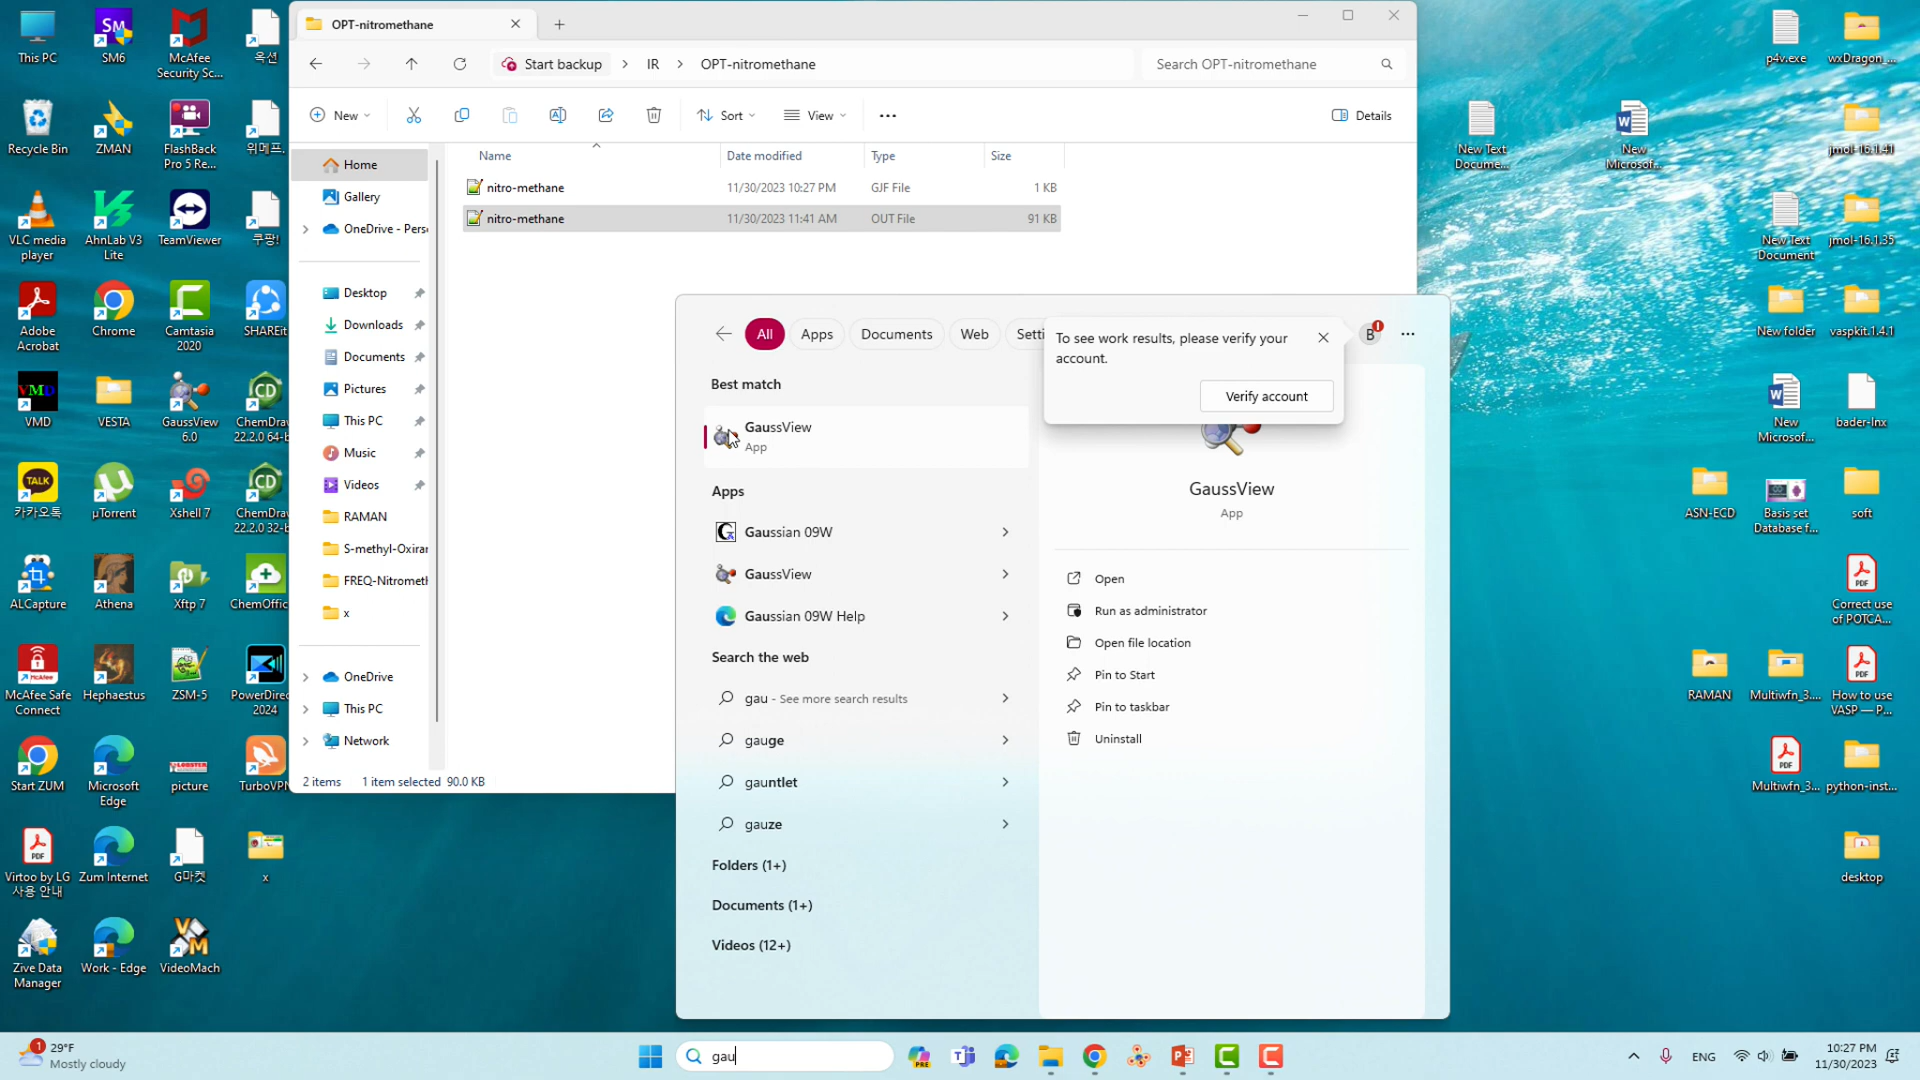 This PC
SM6
McAfee
Security Sc...
옥션
Recycle Bin
ZMAN
FlashBack
Pro 5 Re...
위메프.
VLC media
player
AhnLab V3
Lite
TeamViewer
쿠팡!
Adobe
Acrobat
Chrome
Camtasia
2020
SHAREit
VMD
VESTA
GaussView
6.0
ChemDraw
22.2.0 64-b
카카오톡
µTorrent
Xshell 7
ChemDraw
22.2.0 32-b
ALCapture
Athena
Xftp 7
ChemOffic
McAfee Safe
Connect
Hephaestus
ZSM-5
PowerDirec
2024
Start ZUM
Microsoft
Edge
picture
TurboVPN
Virtoo by LG
사용 안내
Zum Internet
G마켓
x
Zive Data
Manager
Work - Edge
VideoMach
OPT-nitromethane
Start backup
IR
OPT-nitromethane
Search OPT-nitromethane
New
Sort
View
Details
Name
Date modified
Type
Size
nitro-methane 11/30/2023 10:27 PM GJF File 1 KB
nitro-methane 11/30/2023 11:41 AM OUT File 91 KB
Home
Gallery
OneDrive - Perso
Desktop
Downloads
Documents
Pictures
This PC
Music
Videos
RAMAN
S-methyl-Oxiran
FREQ-Nitrometh
x
OneDrive
This PC
Network
2 items 1 item selected 90.0 KB
All
Apps
Documents
Web
Setti
To see work results, please verify your
account.
Verify account
B
Best match
GaussView
App
Apps
Gaussian 09W
GaussView
Gaussian 09W Help
Search the web
gau - See more search results
gauge
gauntlet
gauze
Folders (1+)
Documents (1+)
Videos (12+)
GaussView
App
Open
Run as administrator
Open file location
Pin to Start
Pin to taskbar
Uninstall
p4v.exe
wxDragon_...
New Text
Docume...
New
Microsof...
jmol-16.1.41
New Text
Document
jmol-16.1.35
New folder
vaspkit.1.4.1
New
Microsof...
bader-lnx
ASN-ECD
Basis set
Database f...
soft
Correct use
of POTCA...
RAMAN
Multiwfn_3....
How to use
VASP — P...
Multiwfn_3...
python-inst...
desktop
1
29°F
Mostly cloudy
gau
ENG
10:27 PM
11/30/2023